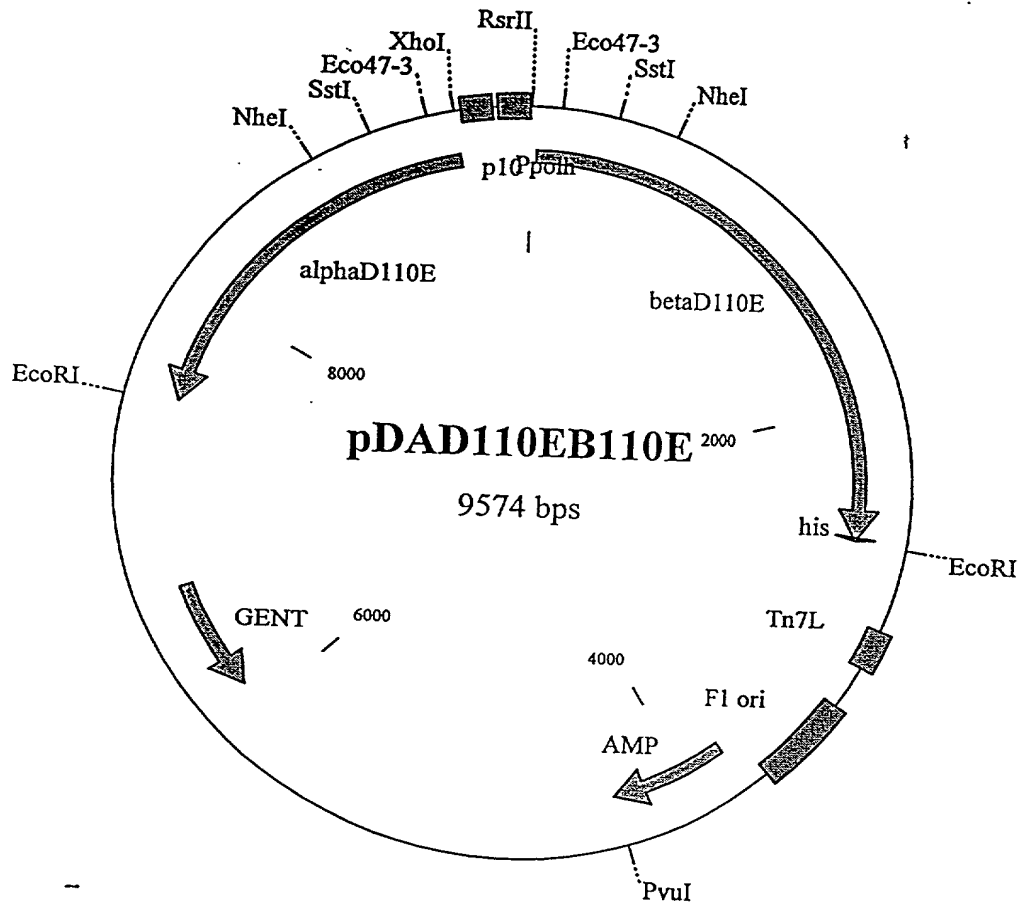 RsrII
XhoI
Eco47-3
Eco47-3
SstI
SstI
NheI
NheI
p10
Ppolh
alphaD110E
betaD110E
EcoRI
8000
pDAD110EB110E
2000
9574 bps
his
EcoRI
GENT
6000
Tn7L
4000
F1 ori
AMP
PvuI